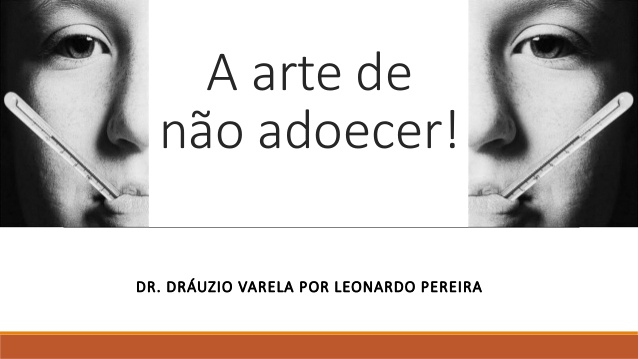 A arte de
não adoecer!
DR. DRÁUZIO VARELA POR LEONARDO PEREIRA